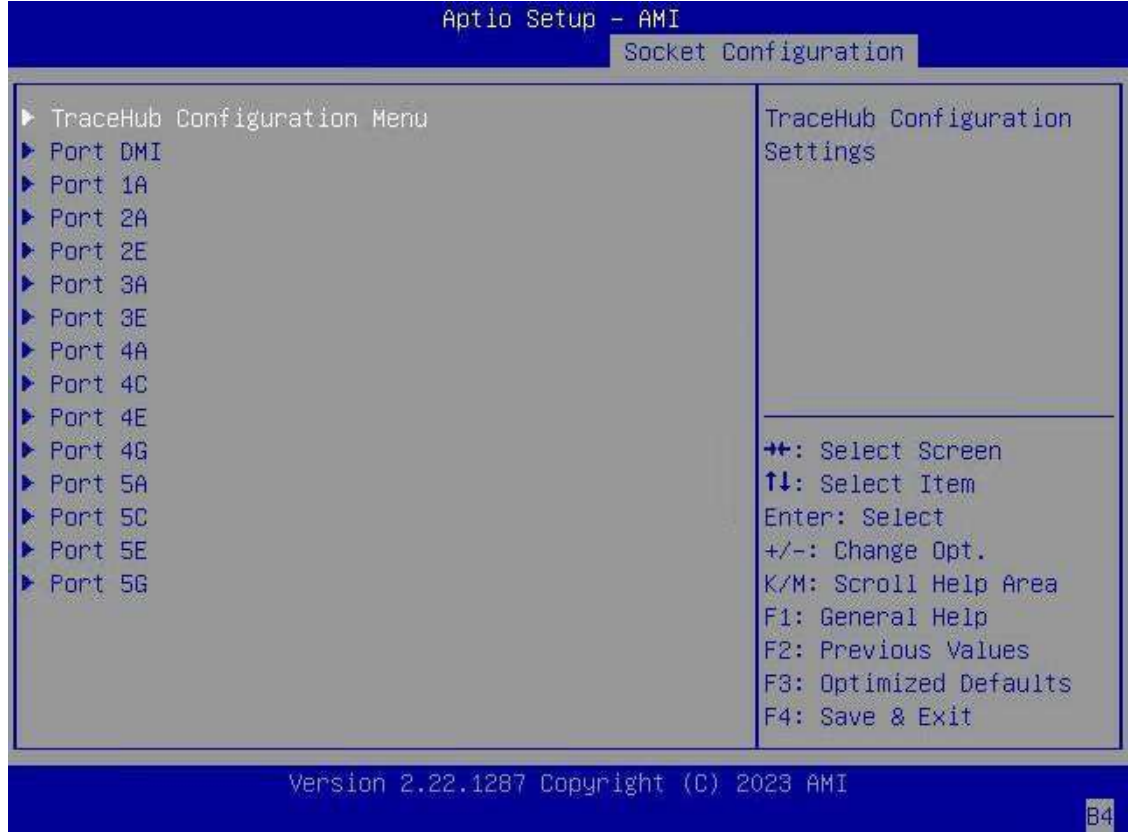 Aptio Setup – AMI
Socket Configuration
▶ TraceHub Configuration Menu
▶ Port DMI
▶ Port 1A
▶ Port 2A
▶ Port 2E
▶ Port 3A
▶ Port 3E
▶ Port 4A
▶ Port 4C
▶ Port 4E
▶ Port 4G
▶ Port 5A
▶ Port 5C
▶ Port 5E
▶ Port 5G
TraceHub Configuration
Settings
→←: Select Screen
↑↓: Select Item
Enter: Select
+/-: Change Opt.
K/M: Scroll Help Area
F1: General Help
F2: Previous Values
F3: Optimized Defaults
F4: Save & Exit
Version 2.22.1287 Copyright (C) 2023 AMI
B4